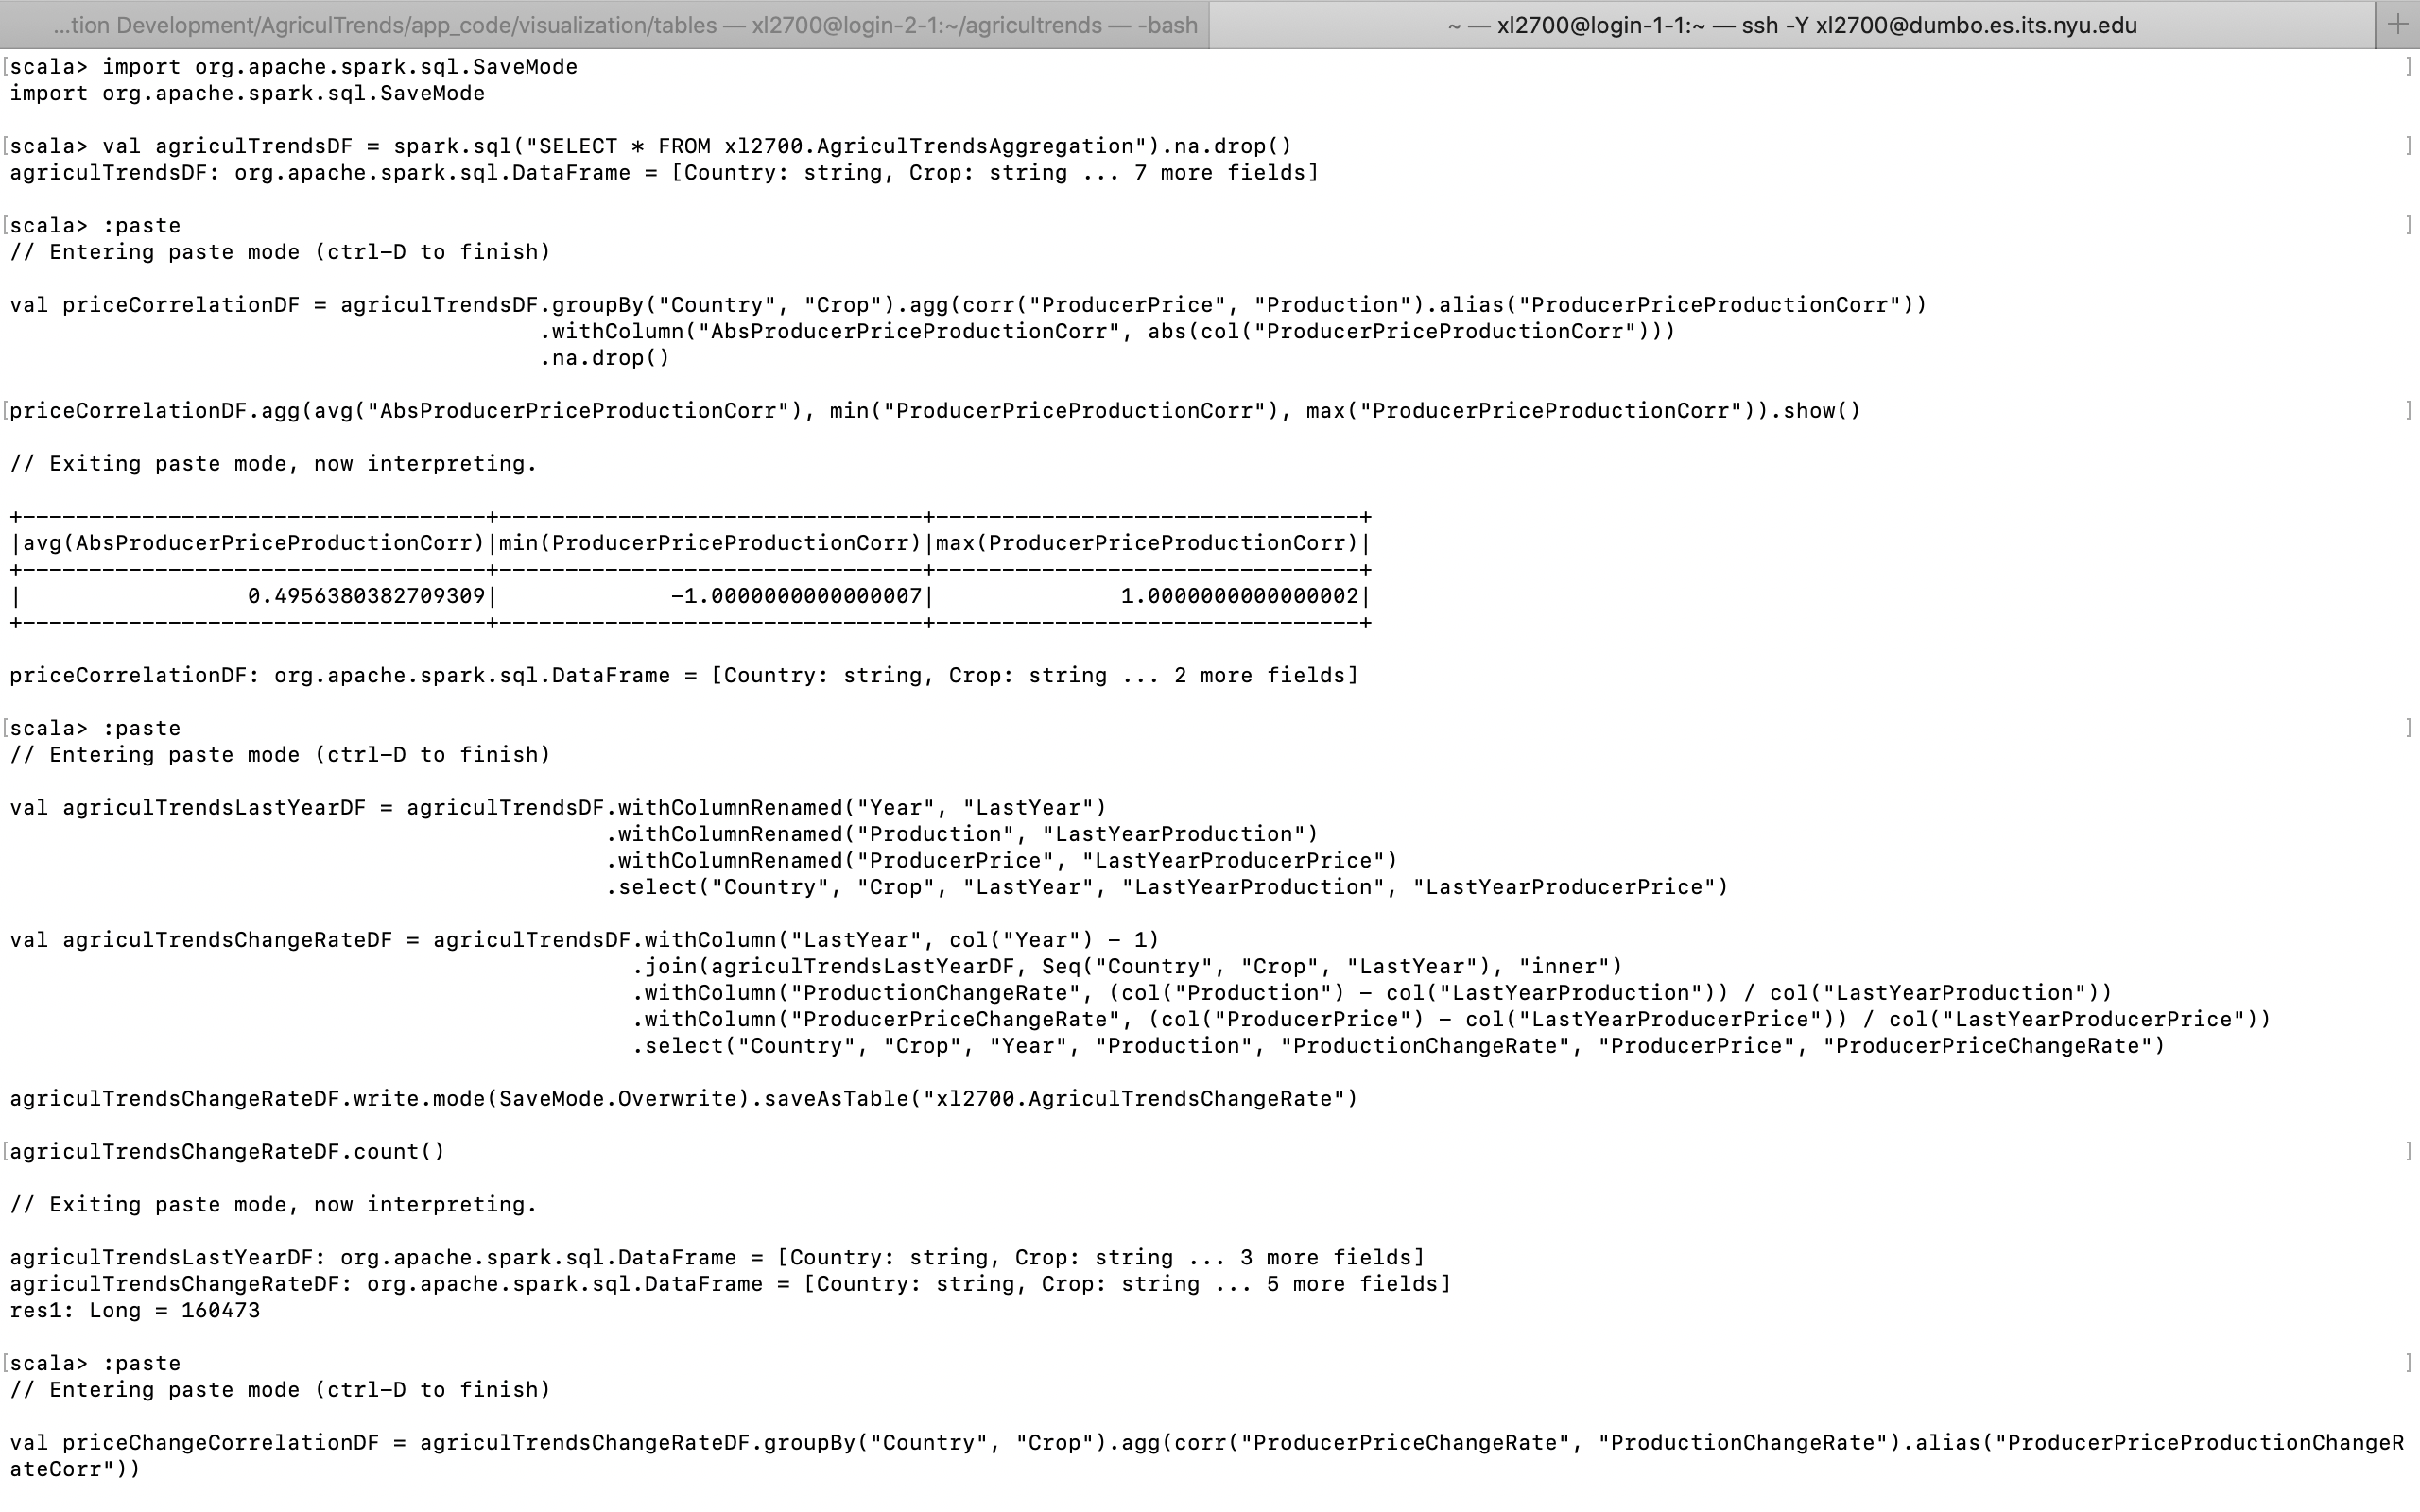 ...tion Development/AgriculTrends/app_code/visualization/tables — xl2700@login-2-1:~/agricultrends — -bash
~ — xl2700@login-1-1:~ — ssh -Y xl2700@dumbo.es.its.nyu.edu
[scala> import org.apache.spark.sql.SaveMode ]
import org.apache.spark.sql.SaveMode
[scala> val agriculTrendsDF = spark.sql("SELECT * FROM xl2700.AgriculTrendsAggregation").na.drop() ]
agriculTrendsDF: org.apache.spark.sql.DataFrame = [Country: string, Crop: string ... 7 more fields]
[scala> :paste ]
// Entering paste mode (ctrl-D to finish)
val priceCorrelationDF = agriculTrendsDF.groupBy("Country", "Crop").agg(corr("ProducerPrice", "Production").alias("ProducerPriceProductionCorr"))
.withColumn("AbsProducerPriceProductionCorr", abs(col("ProducerPriceProductionCorr")))
.na.drop()
[priceCorrelationDF.agg(avg("AbsProducerPriceProductionCorr"), min("ProducerPriceProductionCorr"), max("ProducerPriceProductionCorr")).show() ]
// Exiting paste mode, now interpreting.
+-----------------------------------+--------------------------------+--------------------------------+
|avg(AbsProducerPriceProductionCorr)|min(ProducerPriceProductionCorr)|max(ProducerPriceProductionCorr)|
+-----------------------------------+--------------------------------+--------------------------------+
|                 0.4956380382709309|             -1.0000000000000007|              1.0000000000000002|
+-----------------------------------+--------------------------------+--------------------------------+
priceCorrelationDF: org.apache.spark.sql.DataFrame = [Country: string, Crop: string ... 2 more fields]
[scala> :paste ]
// Entering paste mode (ctrl-D to finish)
val agriculTrendsLastYearDF = agriculTrendsDF.withColumnRenamed("Year", "LastYear")
.withColumnRenamed("Production", "LastYearProduction")
.withColumnRenamed("ProducerPrice", "LastYearProducerPrice")
.select("Country", "Crop", "LastYear", "LastYearProduction", "LastYearProducerPrice")
val agriculTrendsChangeRateDF = agriculTrendsDF.withColumn("LastYear", col("Year") - 1)
.join(agriculTrendsLastYearDF, Seq("Country", "Crop", "LastYear"), "inner")
.withColumn("ProductionChangeRate", (col("Production") - col("LastYearProduction")) / col("LastYearProduction"))
.withColumn("ProducerPriceChangeRate", (col("ProducerPrice") - col("LastYearProducerPrice")) / col("LastYearProducerPrice"))
.select("Country", "Crop", "Year", "Production", "ProductionChangeRate", "ProducerPrice", "ProducerPriceChangeRate")
agriculTrendsChangeRateDF.write.mode(SaveMode.Overwrite).saveAsTable("xl2700.AgriculTrendsChangeRate")
[agriculTrendsChangeRateDF.count() ]
// Exiting paste mode, now interpreting.
agriculTrendsLastYearDF: org.apache.spark.sql.DataFrame = [Country: string, Crop: string ... 3 more fields]
agriculTrendsChangeRateDF: org.apache.spark.sql.DataFrame = [Country: string, Crop: string ... 5 more fields]
res1: Long = 160473
[scala> :paste ]
// Entering paste mode (ctrl-D to finish)
val priceChangeCorrelationDF = agriculTrendsChangeRateDF.groupBy("Country", "Crop").agg(corr("ProducerPriceChangeRate", "ProductionChangeRate").alias("ProducerPriceProductionChangeR
ateCorr"))